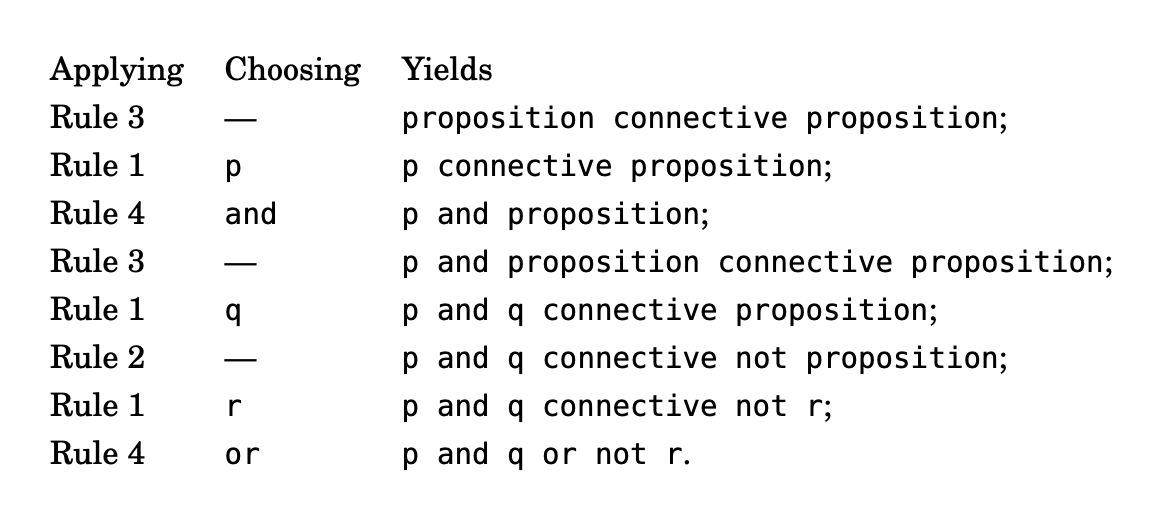 Applying Choosing Yields
Rule 3 — proposition connective proposition;
Rule 1 p p connective proposition;
Rule 4 and p and proposition;
Rule 3 — p and proposition connective proposition;
Rule 1 q p and q connective proposition;
Rule 2 — p and q connective not proposition;
Rule 1 r p and q connective not r;
Rule 4 or p and q or not r.